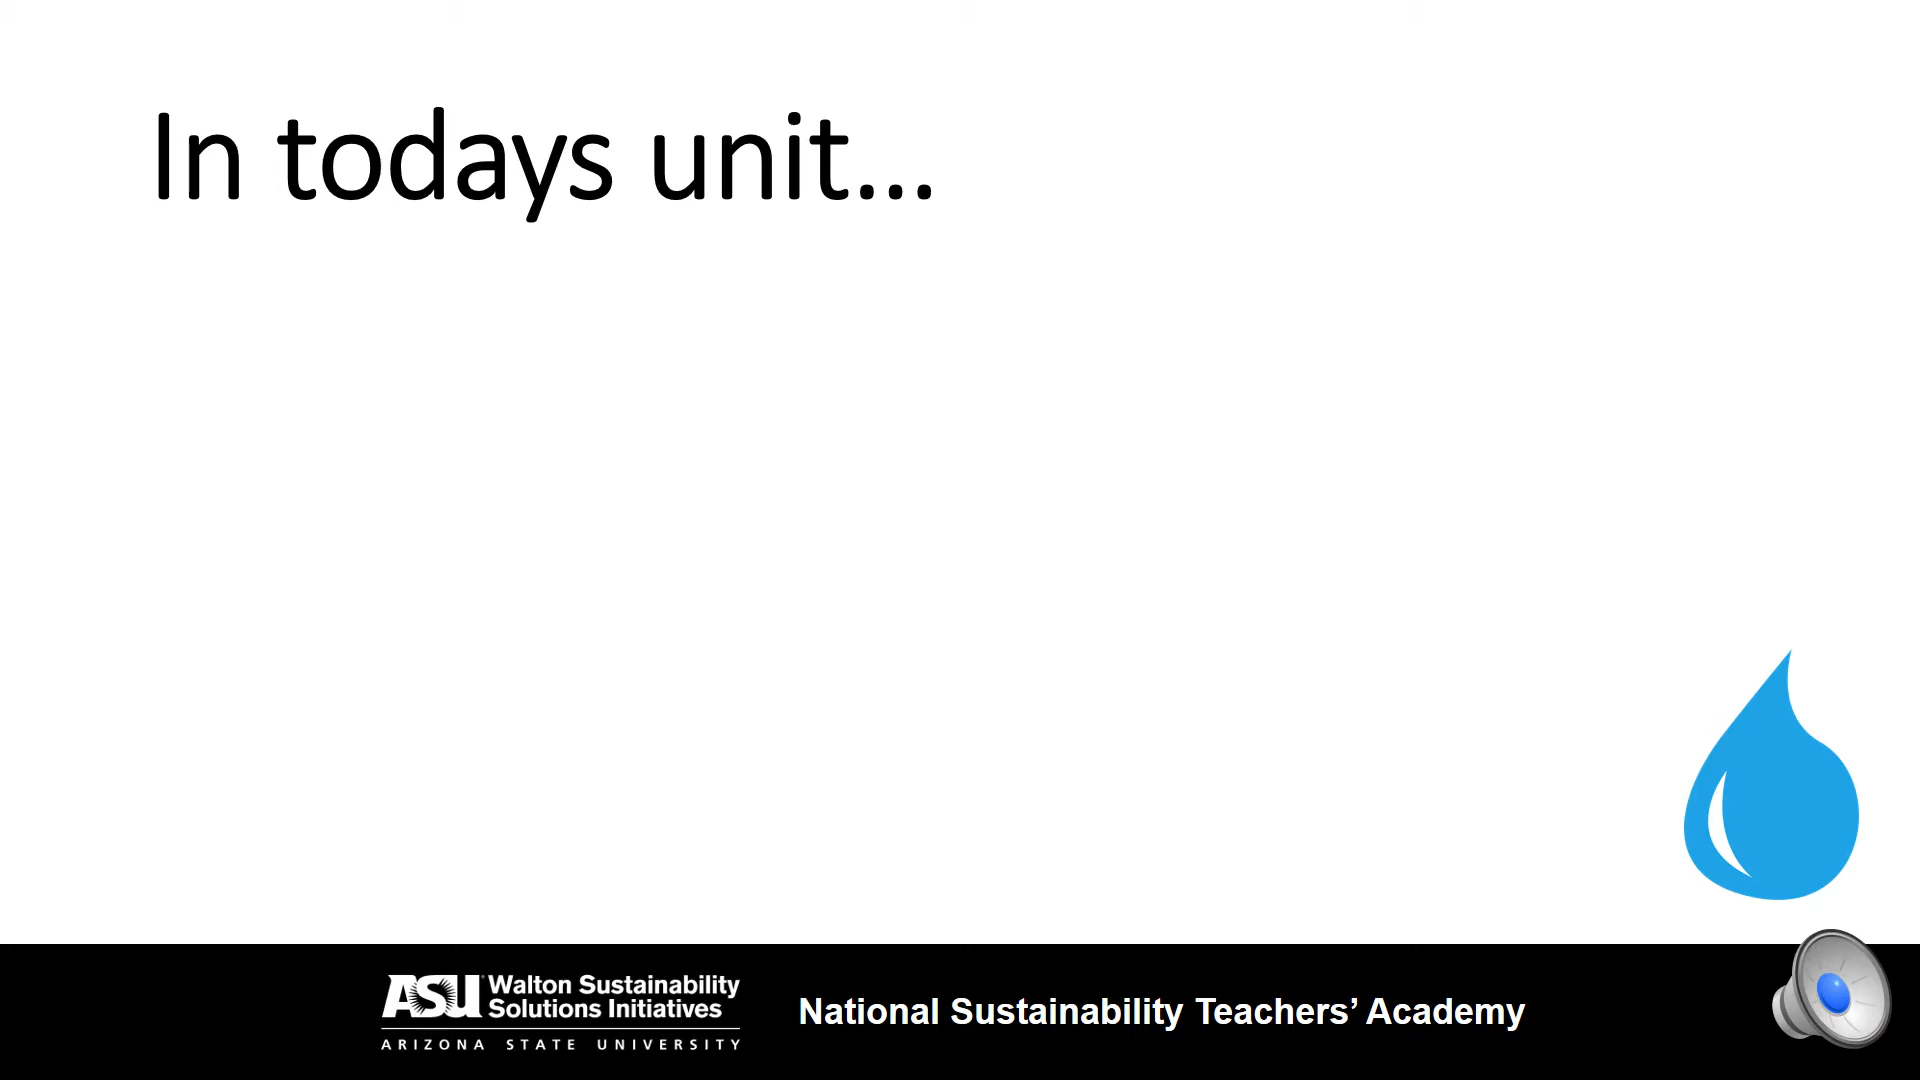 In todays unit...
ASU Walton Sustainability
Solutions Initiatives
ARIZONA STATE UNIVERSITY
National Sustainability Teachers’ Academy